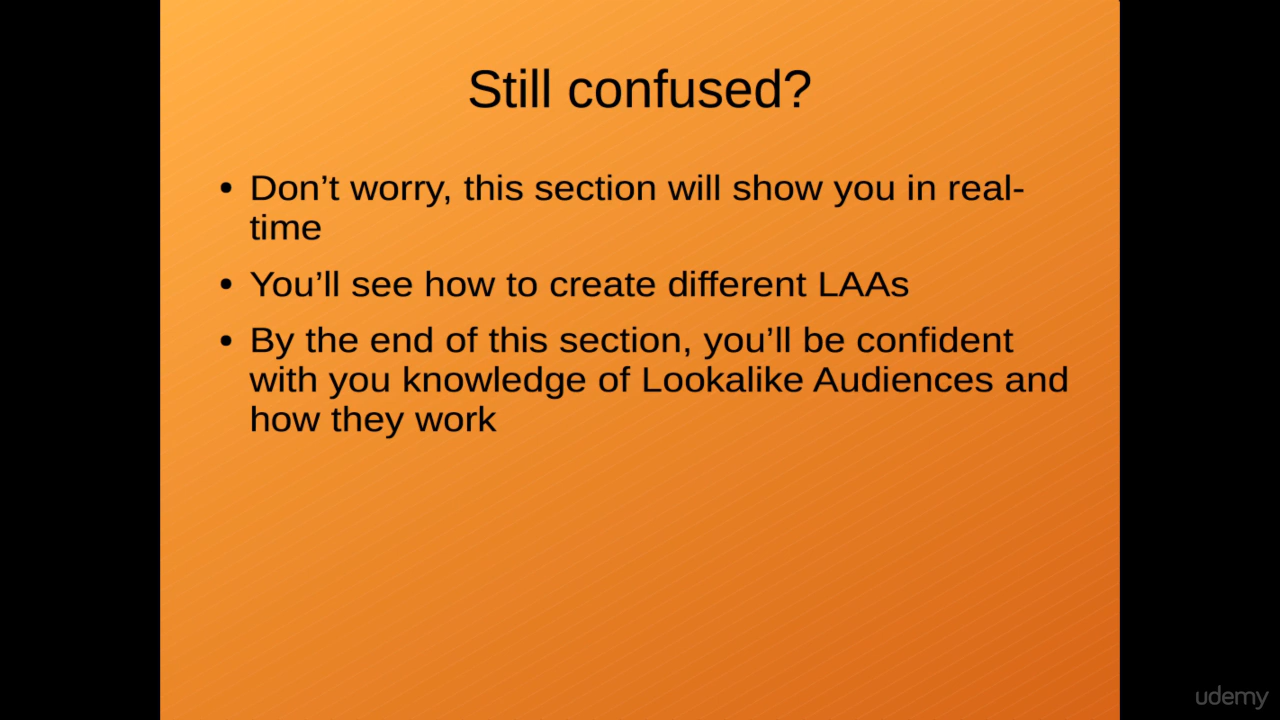 Still confused?
• Don’t worry, this section will show you in real-
time
• You’ll see how to create different LAAs
• By the end of this section, you’ll be confident
with you knowledge of Lookalike Audiences and
how they work
udemy